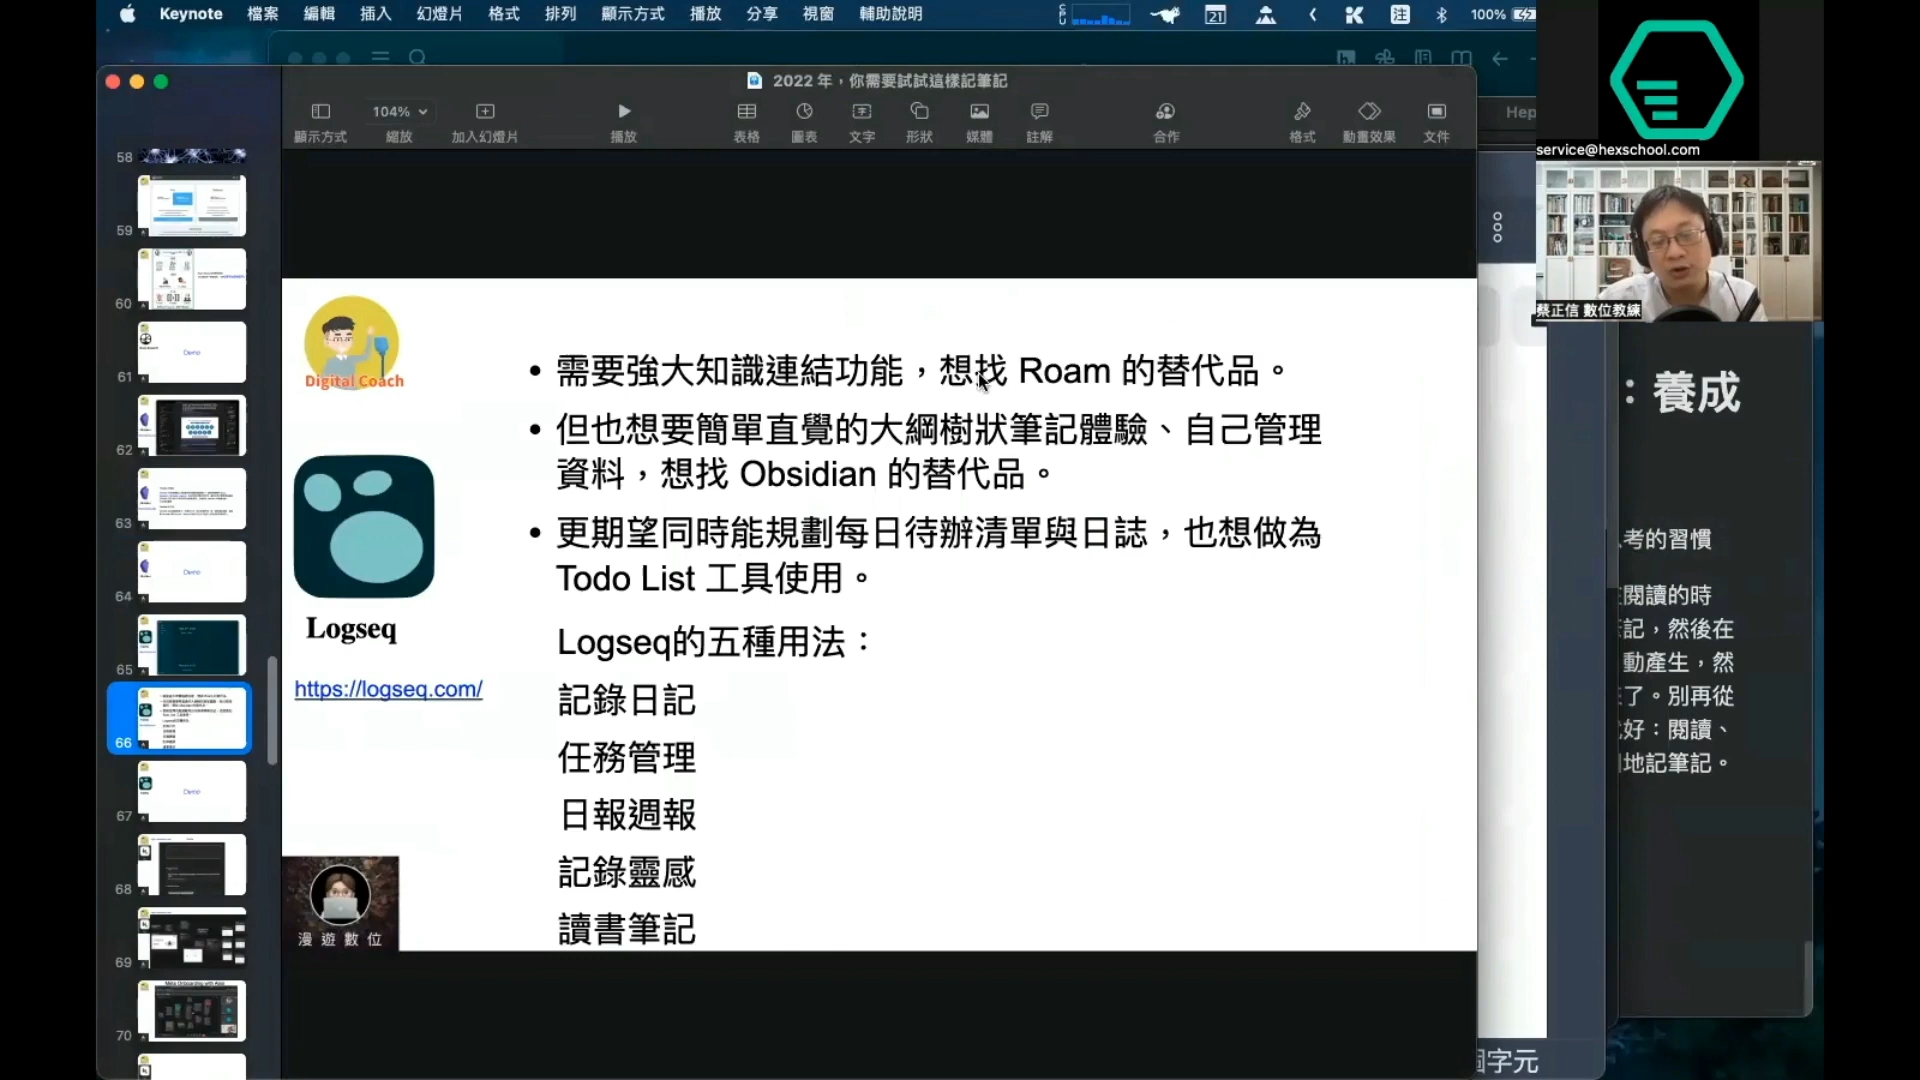 Keynote 檔案 編輯 插入 幻燈片 格式 排列 顯示方式 播放 分享 視窗 輔助說明
21 注 100%
2022 年，你需要試試這樣記筆記
104%
顯示方式 縮放 加入幻燈片 播放 表格 圖表 文字 形狀 媒體 註解 合作 格式 動畫效果 文件
Hep
service@hexschool.com
蔡正信 數位教練
58
59
60
61
Demo
62
63
64
Demo
65
66
67
Demo
68
69
70
Digital Coach
• 需要強大知識連結功能，想找 Roam 的替代品。
• 但也想要簡單直覺的大綱樹狀筆記體驗、自己管理
資料，想找 Obsidian 的替代品。
• 更期望同時能規劃每日待辦清單與日誌，也想做為
Todo List 工具使用。
Logseq的五種用法：
記錄日記
任務管理
日報週報
記錄靈感
讀書筆記
Logseq
https://logseq.com/
漫遊數位
：養成
考的習慣
閱讀的時
記，然後在
動產生，然
了。別再從
好：閱讀、
地記筆記。
字元